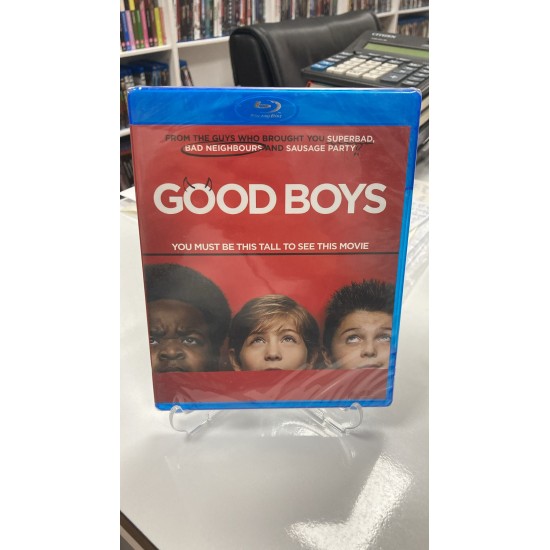 FROM THE GUYS WHO BROUGHT YOU SUPERBAD,
BAD NEIGHBOURS AND SAUSAGE PARTY
GOOD BOYS
YOU MUST BE THIS TALL TO SEE THIS MOVIE